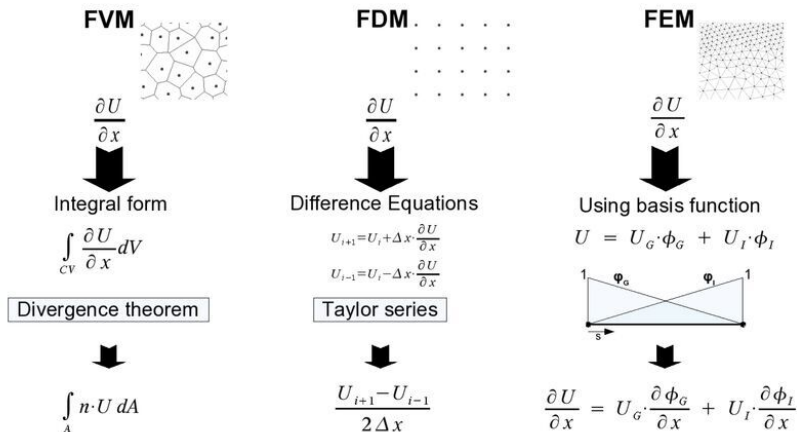 FVM
∂U/∂x
Integral form
∫_CV ∂U/∂x dV
Divergence theorem
∫_A n·U dA
FDM
∂U/∂x
Difference Equations
U_{i+1}=U_i+Δx·∂U/∂x
U_{i-1}=U_i−Δx·∂U/∂x
Taylor series
U_{i+1}−U_{i−1}/2Δx
FEM
∂U/∂x
Using basis function
U = U_G·ϕ_G + U_I·ϕ_I
1 φ_G φ_I 1
s
∂U/∂x = U_G·∂ϕ_G/∂x + U_I·∂ϕ_I/∂x